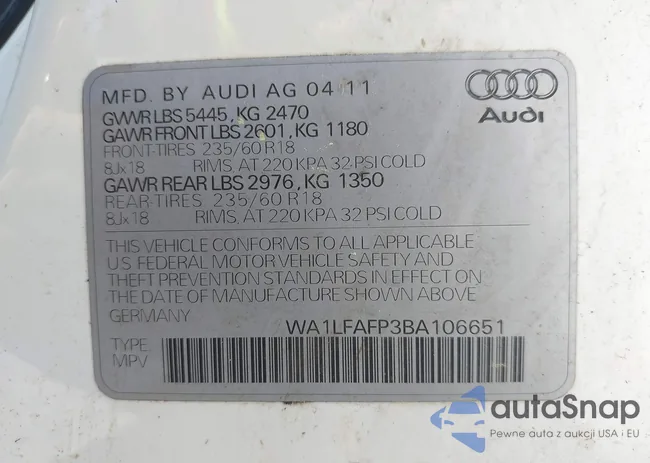 MFD. BY AUDI AG 04 11
GVWR LBS 5445, KG 2470
GAWR FRONT LBS 2601, KG 1180
FRONT-TIRES 235/60 R18
8Jx18 RIMS, AT 220 KPA 32 PSI COLD
GAWR REAR LBS 2976, KG 1350
REAR-TIRES 235/60 R18
8Jx18 RIMS, AT 220 KPA 32 PSI COLD
Audi
THIS VEHICLE CONFORMS TO ALL APPLICABLE
US FEDERAL MOTOR VEHICLE SAFETY AND
THEFT PREVENTION STANDARDS IN EFFECT ON
THE DATE OF MANUFACTURE SHOWN ABOVE
GERMANY WA1LFAFP3BA106651
TYPE
MPV
autaSnap
Pewne auta z aukcji USA i EU